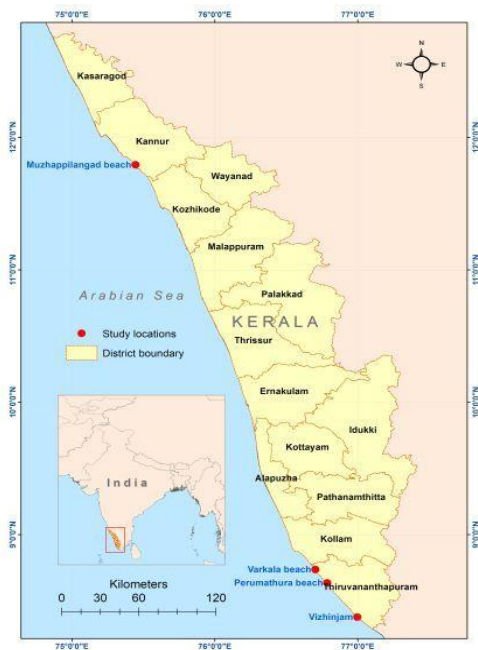 75°0'0"E 76°0'0"E 77°0'0"E
N
W E
S
Kasaragod
12°0'0"N 12°0'0"N
Kannur
Muzhappilangad beach
Wayanad
Kozhikode
Malappuram
11°0'0"N 11°0'0"N
Arabian Sea
Palakkad
KERALA
Study locations
Thrissur
District boundary
Ernakulam
10°0'0"N 10°0'0"N
Idukki
Kottayam
India
Alapuzha
Pathanamthitta
9°0'0"N 9°0'0"N
Kollam
Varkala beach
Kilometers
Perumathura beach
Thiruvananthapuram
0 30 60 120
Vizhinjam
75°0'0"E 76°0'0"E 77°0'0"E